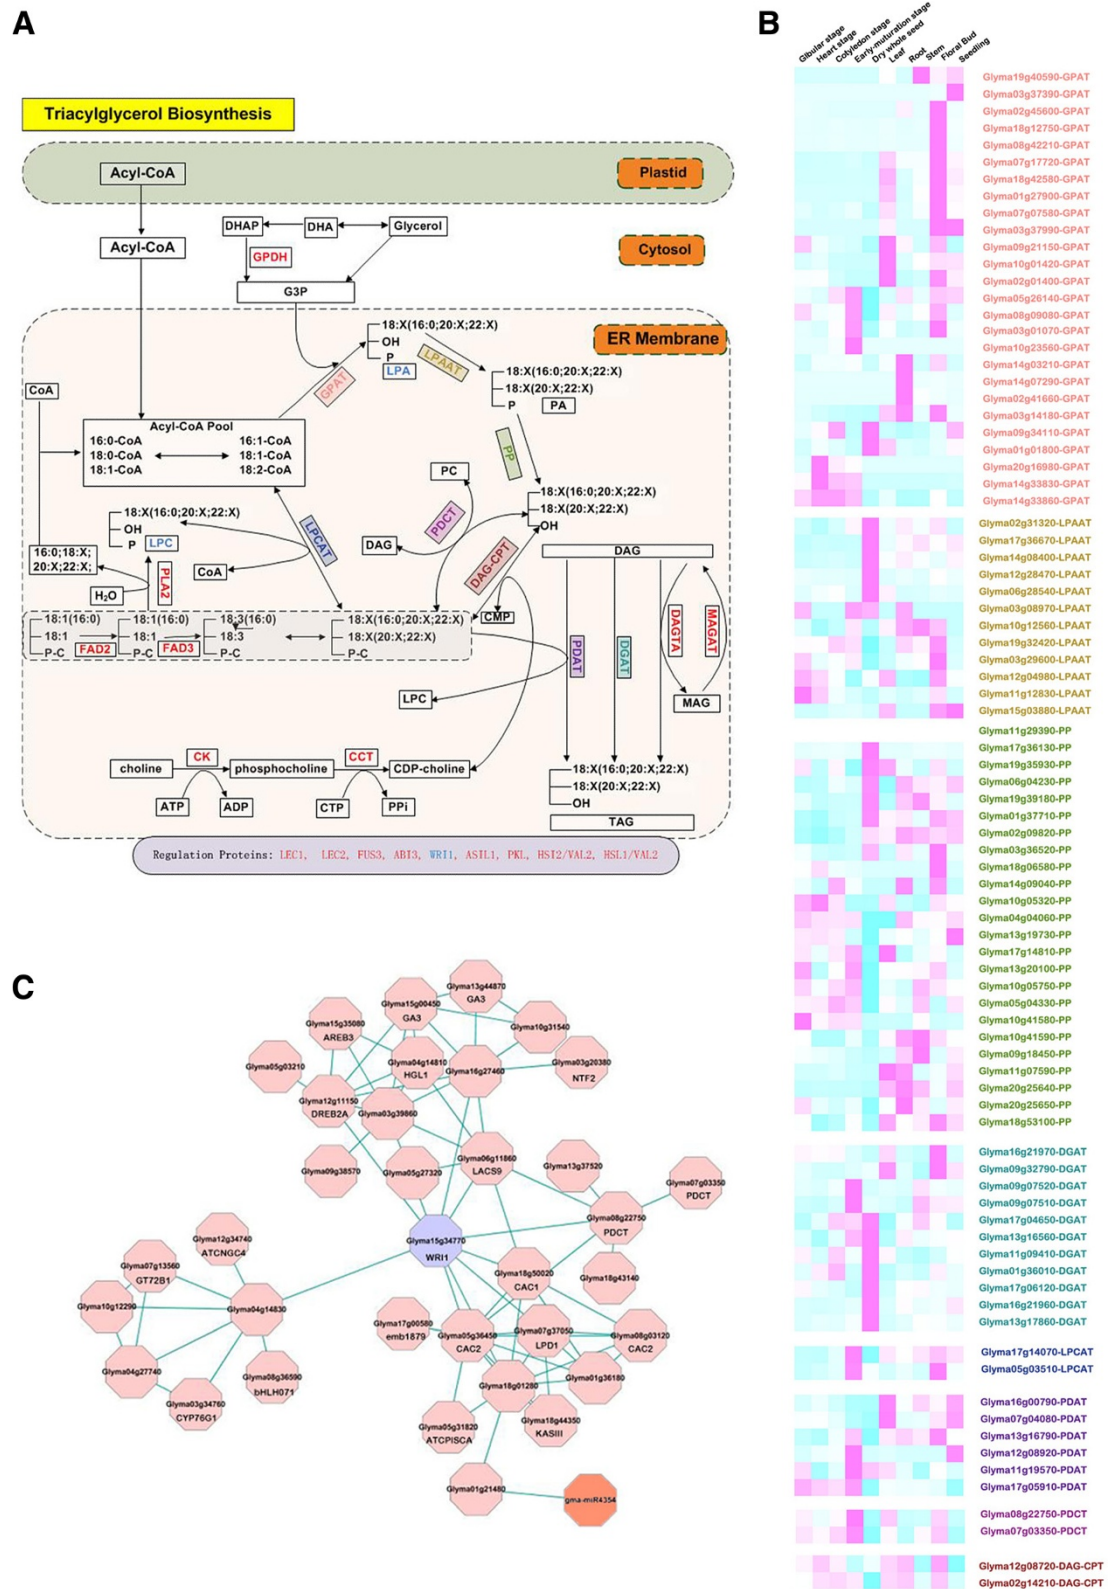 A
Triacylglycerol Biosynthesis
Acyl-CoA
Plastid
Acyl-CoA
DHAP
DHA
Glycerol
GPDH
Cytosol
G3P
ER Membrane
18:X(16:0;20:X;22:X)
OH
P
LPA
GPAT
LPAAT
18:X(16:0;20:X;22:X)
18:X(20:X;22:X)
P
PA
CoA
Acyl-CoA Pool
16:0-CoA
16:1-CoA
18:0-CoA
18:1-CoA
18:1-CoA
18:2-CoA
PP
PC
18:X(16:0;20:X;22:X)
18:X(20:X;22:X)
OH
18:X(16:0;20:X;22:X)
OH
P
LPC
LPCAT
PDCT
DAG
DAG-CPT
DAG
16:0;18:X;
20:X;22:X;
CoA
H2O
PLA2
CMP
18:1(16:0)
18:1
P-C
FAD2
18:1(16:0)
18:1
P-C
FAD3
18:3(16:0)
18:3
P-C
18:X(16:0;20:X;22:X)
18:X(20:X;22:X)
P-C
PDAT
DGAT
DAGTA
MAGAT
LPC
MAG
choline
CK
phosphocholine
CCT
CDP-choline
ATP
ADP
CTP
PPi
18:X(16:0;20:X;22:X)
18:X(20:X;22:X)
OH
TAG
Regulation Proteins: LEC1, LEC2, FUS3, ABI3, WRI1, ASIL1, PKL, HSI2/VAL2, HSL1/VAL2
B
Glbular stage
Heart stage
Cotyledon stage
Early-muturation stage
Dry whole seed
Leaf
Root
Stem
Floral Bud
Seedling
Glyma19g40590-GPAT
Glyma03g37390-GPAT
Glyma02g45600-GPAT
Glyma18g12750-GPAT
Glyma08g42210-GPAT
Glyma07g17720-GPAT
Glyma18g42580-GPAT
Glyma01g27900-GPAT
Glyma07g07580-GPAT
Glyma03g37990-GPAT
Glyma09g21150-GPAT
Glyma10g01420-GPAT
Glyma02g01400-GPAT
Glyma05g26140-GPAT
Glyma08g09080-GPAT
Glyma03g01070-GPAT
Glyma10g23560-GPAT
Glyma14g03210-GPAT
Glyma14g07290-GPAT
Glyma02g41660-GPAT
Glyma03g14180-GPAT
Glyma09g34110-GPAT
Glyma01g01800-GPAT
Glyma20g16980-GPAT
Glyma14g33830-GPAT
Glyma14g33860-GPAT
Glyma02g31320-LPAAT
Glyma17g36670-LPAAT
Glyma14g08400-LPAAT
Glyma12g28470-LPAAT
Glyma06g28540-LPAAT
Glyma03g08970-LPAAT
Glyma10g12560-LPAAT
Glyma19g32420-LPAAT
Glyma03g29600-LPAAT
Glyma12g04980-LPAAT
Glyma11g12830-LPAAT
Glyma15g03880-LPAAT
Glyma11g29390-PP
Glyma17g36130-PP
Glyma19g35930-PP
Glyma06g04230-PP
Glyma19g39180-PP
Glyma01g37710-PP
Glyma02g09820-PP
Glyma03g36520-PP
Glyma18g06580-PP
Glyma14g09040-PP
Glyma10g05320-PP
Glyma04g04060-PP
Glyma13g19730-PP
Glyma17g14810-PP
Glyma13g20100-PP
Glyma10g05750-PP
Glyma05g04330-PP
Glyma10g41580-PP
Glyma10g41590-PP
Glyma09g18450-PP
Glyma11g07590-PP
Glyma20g25640-PP
Glyma20g25650-PP
Glyma18g53100-PP
Glyma16g21970-DGAT
Glyma09g32790-DGAT
Glyma09g07520-DGAT
Glyma09g07510-DGAT
Glyma17g04650-DGAT
Glyma13g16560-DGAT
Glyma11g09410-DGAT
Glyma01g36010-DGAT
Glyma17g06120-DGAT
Glyma16g21960-DGAT
Glyma13g17860-DGAT
Glyma17g14070-LPCAT
Glyma05g03510-LPCAT
Glyma16g00790-PDAT
Glyma07g04080-PDAT
Glyma13g16790-PDAT
Glyma12g08920-PDAT
Glyma11g19570-PDAT
Glyma17g05910-PDAT
Glyma08g22750-PDCT
Glyma07g03350-PDCT
Glyma12g08720-DAG-CPT
Glyma02g14210-DAG-CPT
C
Glyma13g44870
GA3
Glyma15g00450
GA3
Glyma15g35080
AREB3
Glyma10g31540
Glyma05g03210
Glyma04g14810
HGL1
Glyma16g27460
Glyma03g20380
NTF2
Glyma12g11150
DREB2A
Glyma03g39860
Glyma09g38570
Glyma05g27320
Glyma06g11860
LACS9
Glyma13g37520
Glyma07g03350
PDCT
Glyma08g22750
PDCT
Glyma15g34770
WRI1
Glyma12g34740
ATCNGC4
Glyma07g13560
GT72B1
Glyma18g50020
CAC1
Glyma18g43140
Glyma10g12290
Glyma04g14830
Glyma17g00580
emb1879
Glyma05g36450
CAC2
Glyma07g37050
LPD1
Glyma08g03120
CAC2
Glyma04g27740
Glyma08g36590
bHLH071
Glyma03g34760
CYP76G1
Glyma18g01280
Glyma01g36180
Glyma05g31820
ATCPISCA
Glyma18g44350
KASIII
Glyma01g21480
gma-miR4354